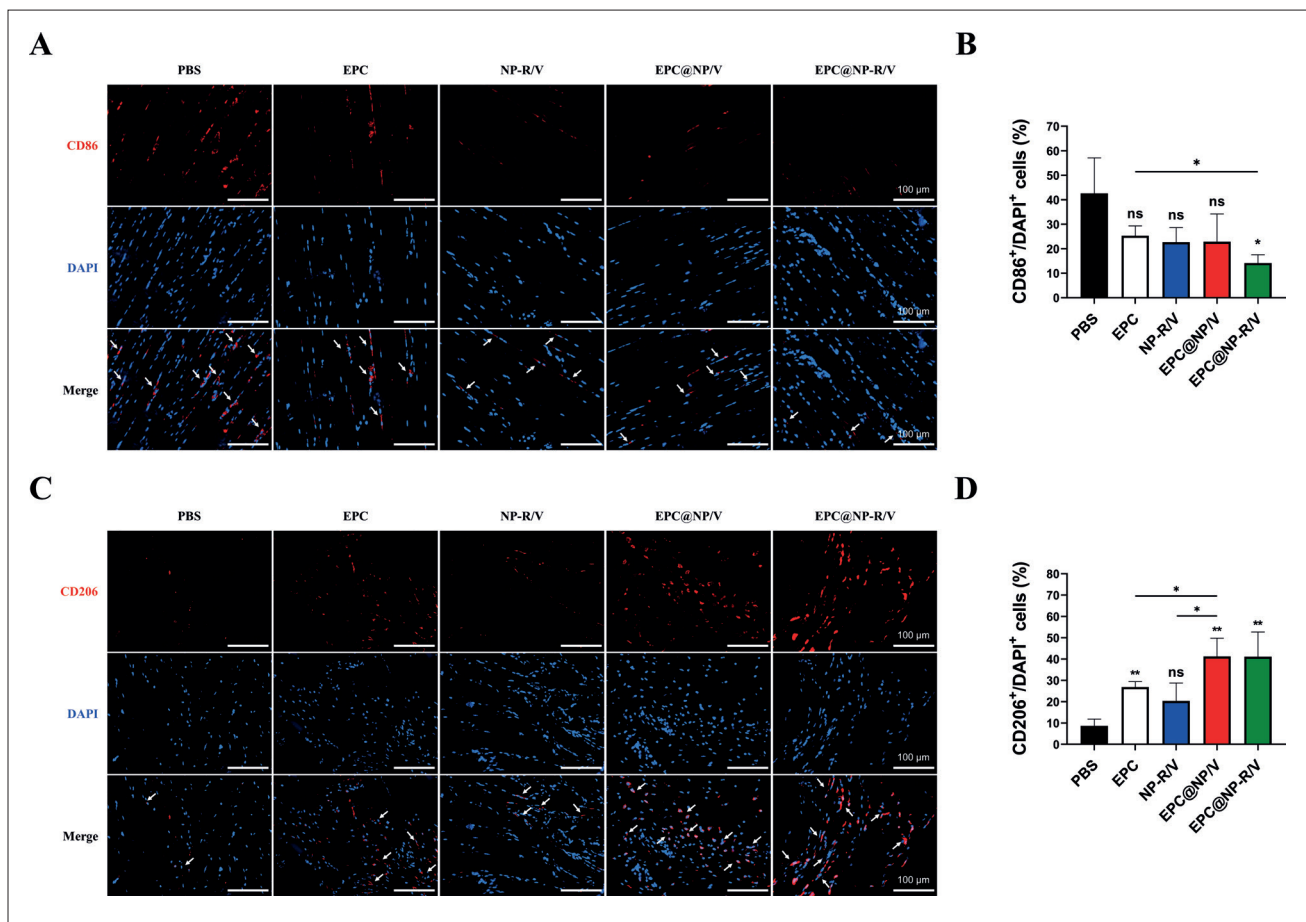 A
PBS
EPC
NP-R/V
EPC@NP/V
EPC@NP-R/V
CD86
100 μm
DAPI
100 μm
Merge
100 μm
B
CD86+/DAPI+ cells (%)
70
60
50
40
30
20
10
0
*
ns
ns
ns
*
PBS
EPC
NP-R/V
EPC@NP/V
EPC@NP-R/V
C
PBS
EPC
NP-R/V
EPC@NP/V
EPC@NP-R/V
CD206
100 μm
DAPI
100 μm
Merge
100 μm
D
CD206+/DAPI+ cells (%)
80
70
60
50
40
30
20
10
0
*
*
**
ns
**
**
PBS
EPC
NP-R/V
EPC@NP/V
EPC@NP-R/V